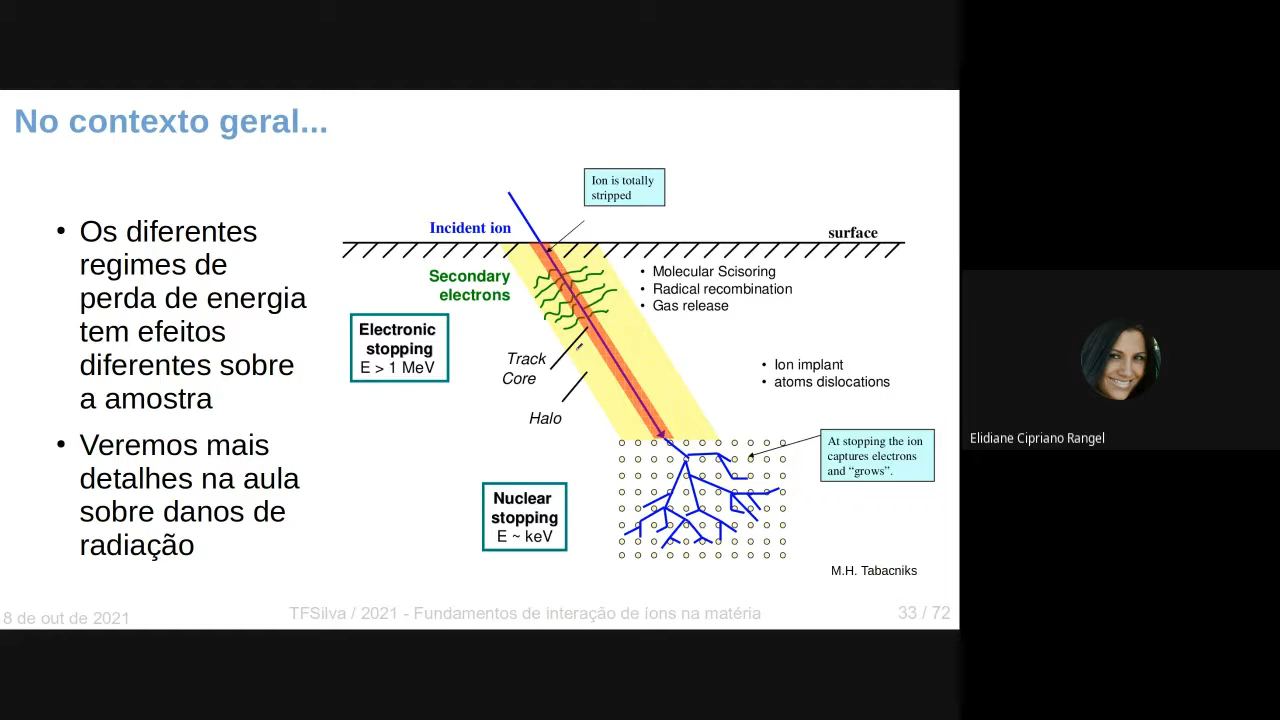 No contexto geral...
• Os diferentes
regimes de
perda de energia
tem efeitos
diferentes sobre
a amostra
• Veremos mais
detalhes na aula
sobre danos de
radiação
Ion is totally
stripped
Incident ion
surface
Secondary
electrons
• Molecular Scisoring
• Radical recombination
• Gas release
Electronic
stopping
E > 1 MeV
Track
Core
Halo
• Ion implant
• atoms dislocations
At stopping the ion
captures electrons
and “grows”.
Nuclear
stopping
E ~ keV
M.H. Tabacniks
8 de out de 2021
TFSilva / 2021 - Fundamentos de interação de íons na matéria
33 / 72
Elidiane Cipriano Rangel